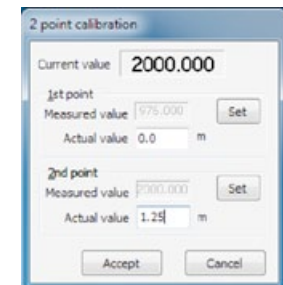 2 point calibration
Current value 2000.000
1st point
Measured value 975.000 Set
Actual value 0.0 m
2nd point
Measured value 2000.000 Set
Actual value 1.25 m
Accept Cancel